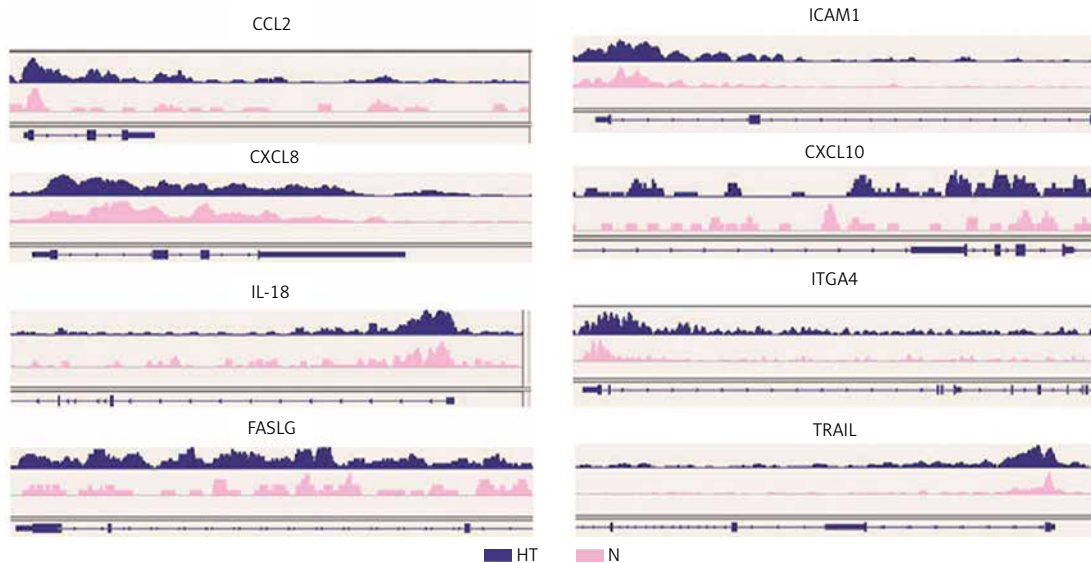 CCL2
ICAM1
CXCL8
CXCL10
IL-18
ITGA4
FASLG
TRAIL
HT
N